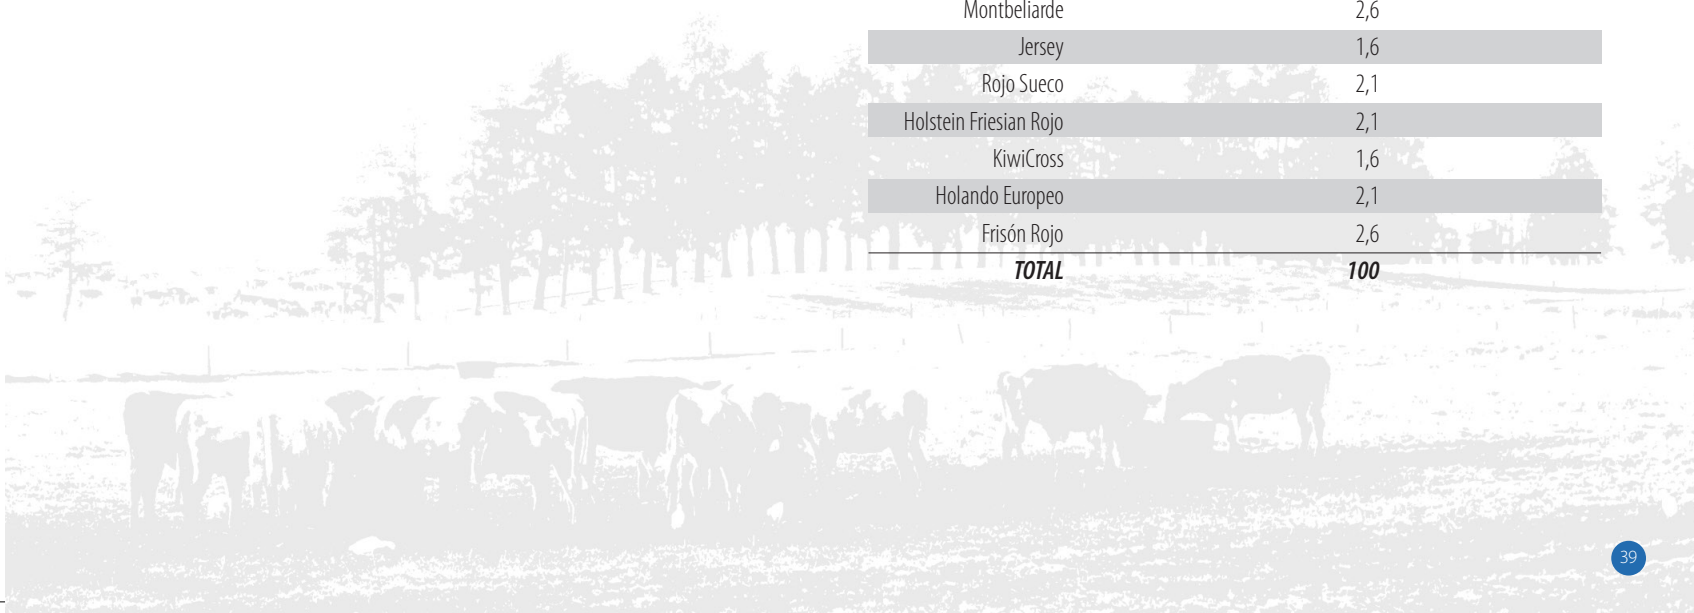 Montbeliarde 2,6
Jersey 1,6
Rojo Sueco 2,1
Holstein Friesian Rojo 2,1
KiwiCross 1,6
Holando Europeo 2,1
Frisón Rojo 2,6
TOTAL 100
39